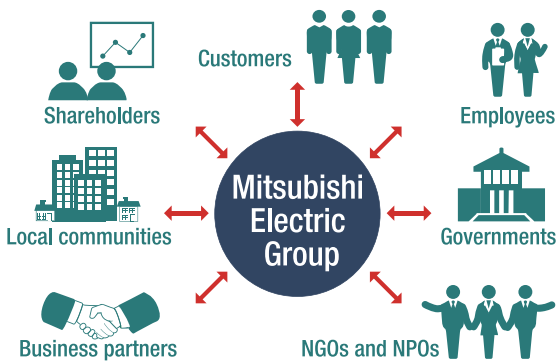 Customers
Shareholders
Employees
Mitsubishi
Electric
Group
Local communities
Governments
Business partners
NGOs and NPOs